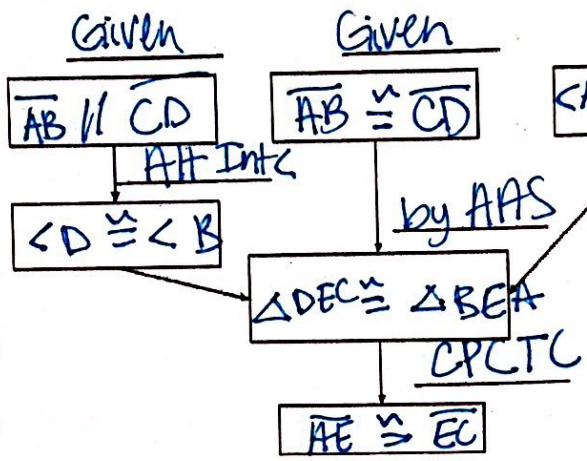 Given
Given
AB // CD
AB ≅ CD
<A
Alt Int <
<D ≅ < B
by AAS
△DEC ≅ △BEA
CPCTC
AE ≅ EC